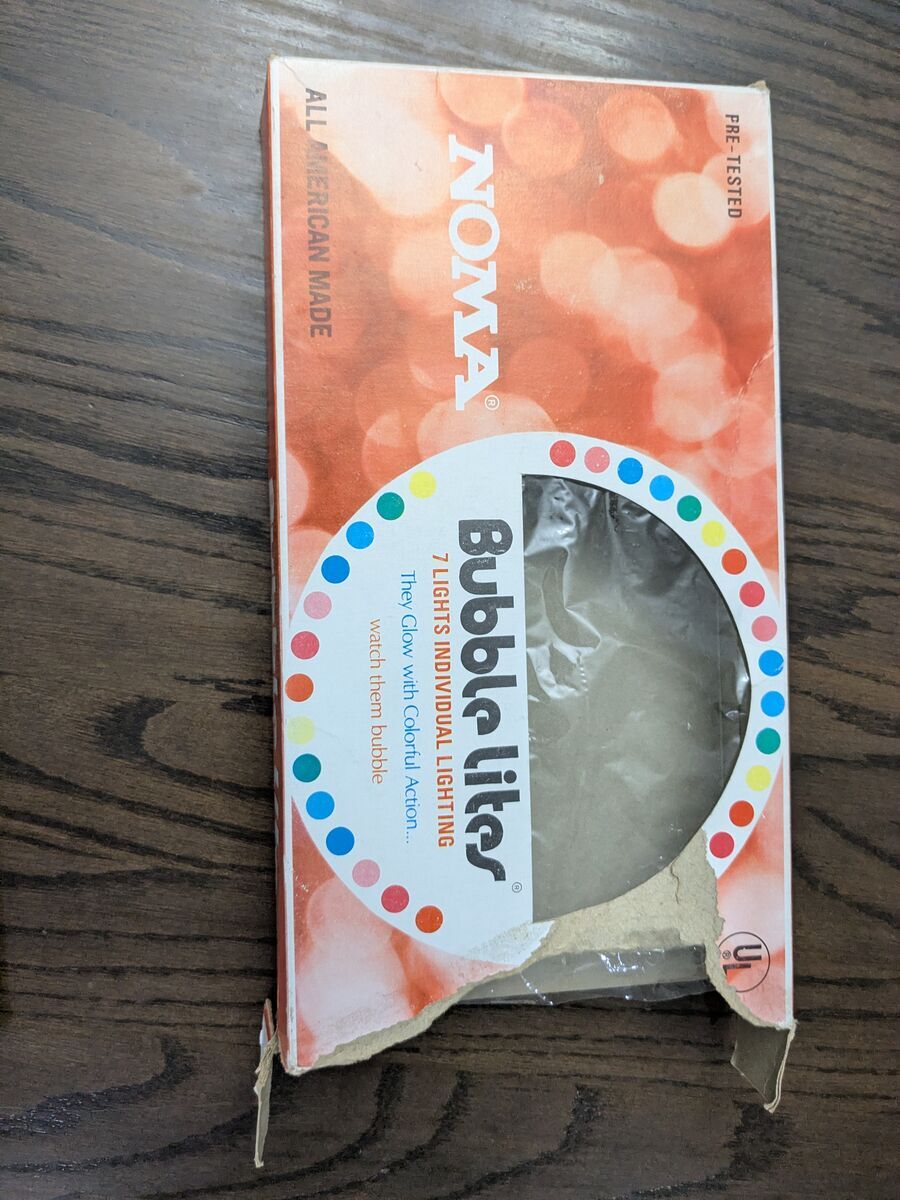 PRE-TESTED
UL®
NOMA®
Bubble Lites®
7 LIGHTS INDIVIDUAL LIGHTING
They Glow with Colorful Action...
watch them bubble
ALL AMERICAN MADE